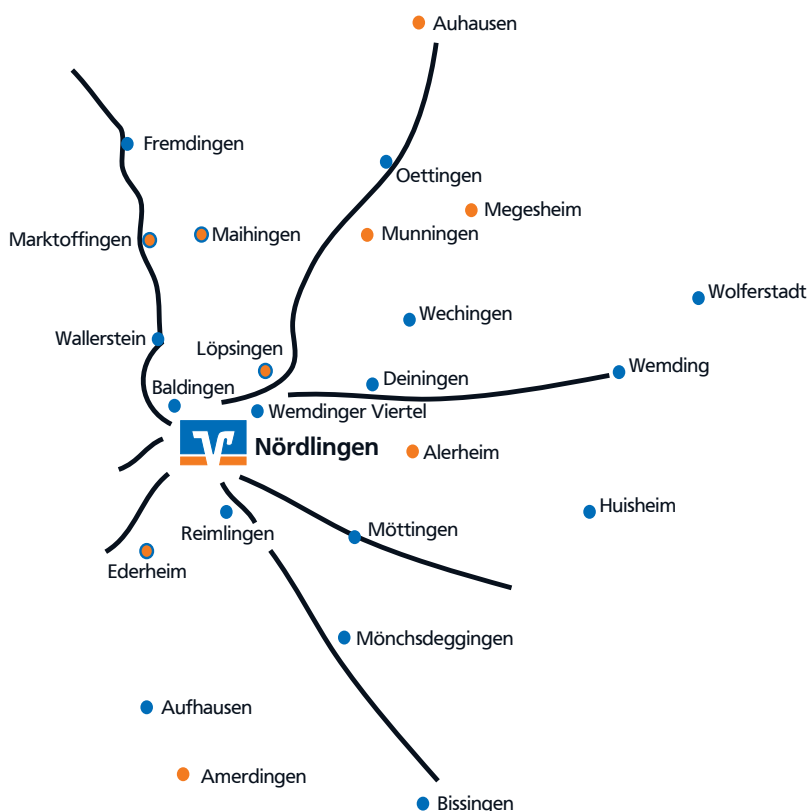 Auhausen
Fremdingen
Oettingen
Megesheim
Marktoffingen
Maihingen
Munningen
Wolferstadt
Wechingen
Wallerstein
Löpsingen
Wemding
Deiningen
Baldingen
Wemdinger Viertel
Nördlingen
Alerheim
Huisheim
Reimlingen
Möttingen
Ederheim
Mönchsdeggingen
Aufhausen
Amerdingen
Bissingen